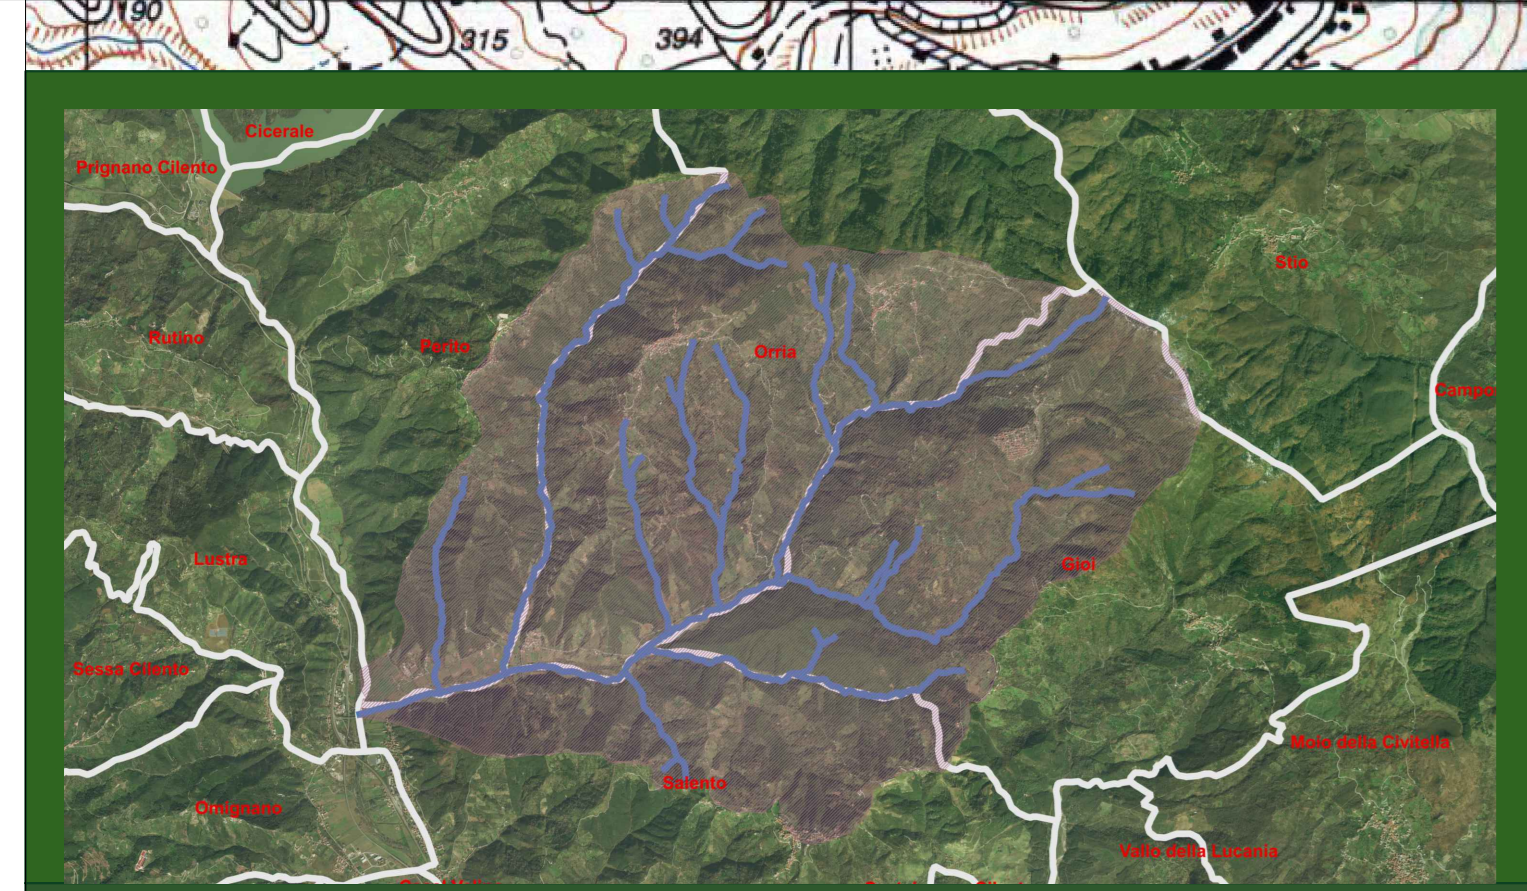 190
315
394
Cicerale
Prignano Cilento
Stio
Rutino
Perito
Orria
Campo
Lustra
Gioi
Sessa Cilento
Moio della Civitella
Salento
Omignano
Vallo della Lucania